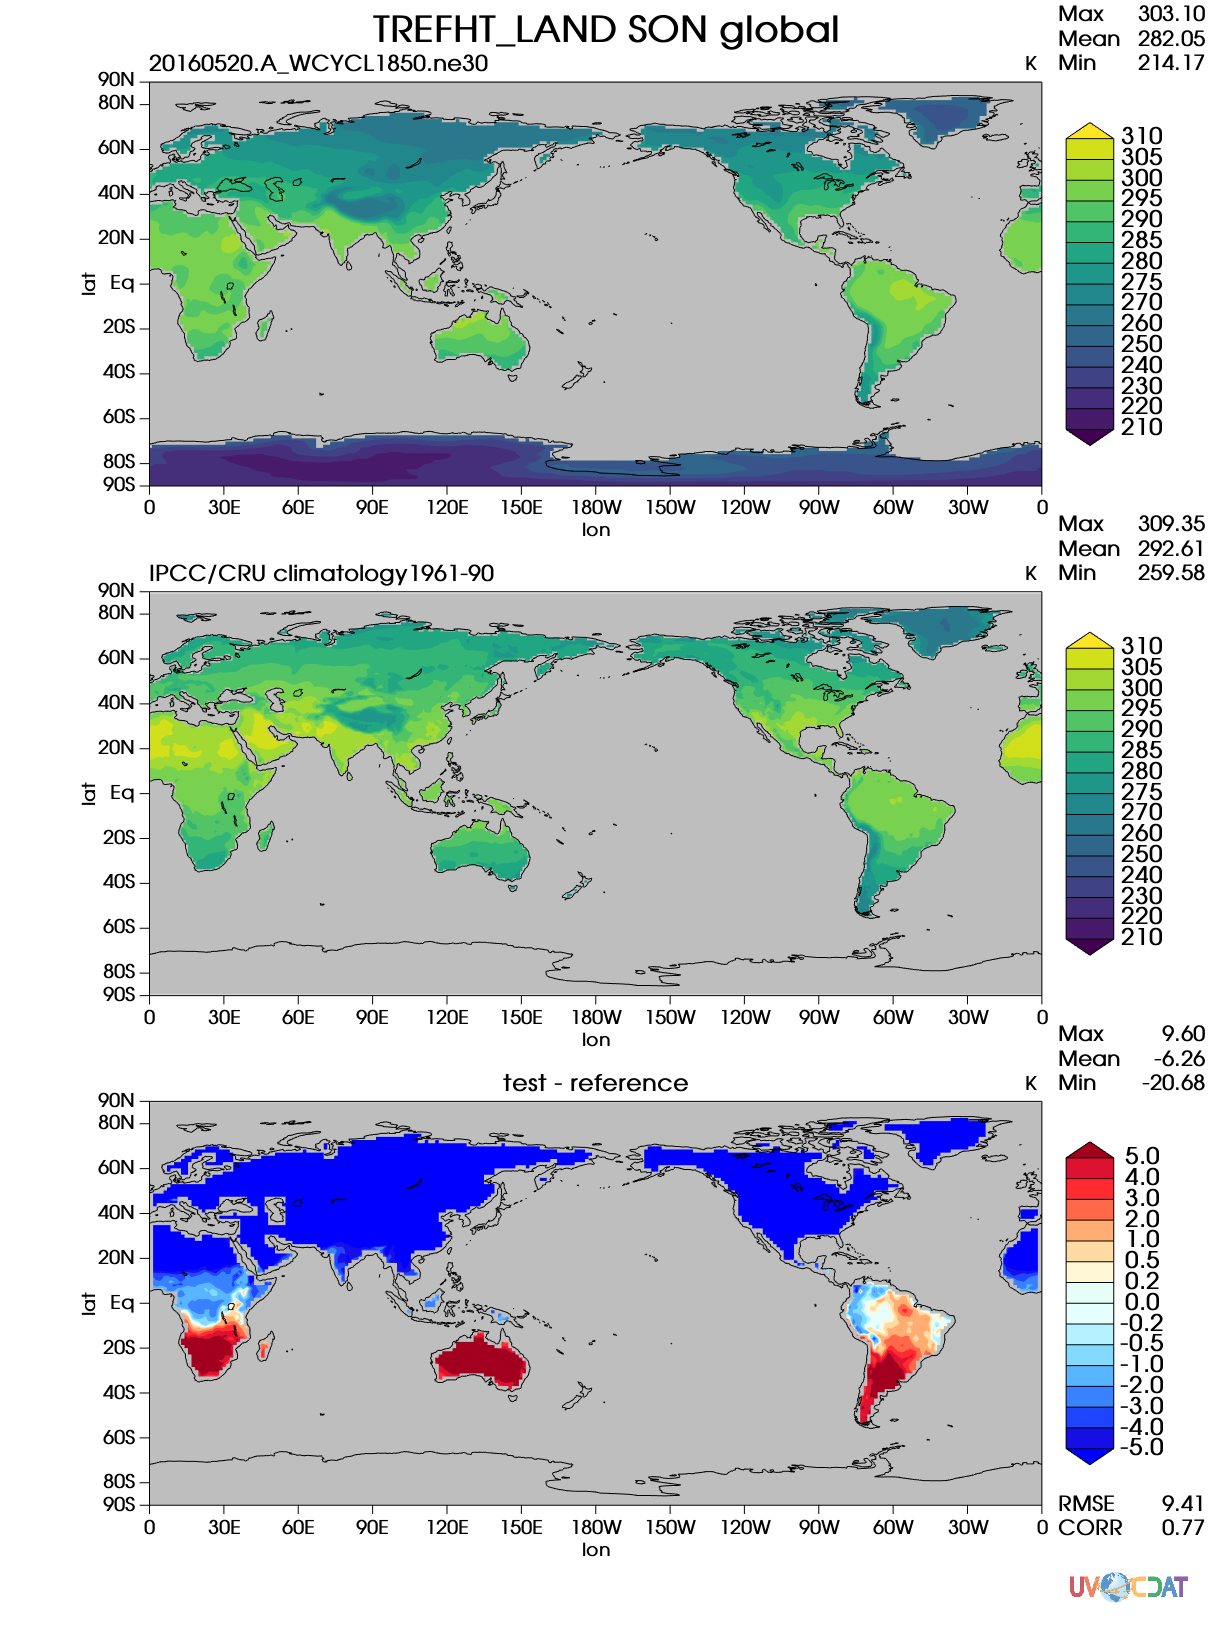 TREFHT_LAND SON global
Max 303.10
Mean 282.05
Min 214.17
20160520.A_WCYCL1850.ne30 K
90N
80N
60N
40N
20N
Eq
20S
40S
60S
80S
90S
lat
0 30E 60E 90E 120E 150E 180W 150W 120W 90W 60W 30W 0
lon
310
305
300
295
290
285
280
275
270
260
250
240
230
220
210
Max 309.35
Mean 292.61
Min 259.58
IPCC/CRU climatology1961-90 K
90N
80N
60N
40N
20N
Eq
20S
40S
60S
80S
90S
lat
0 30E 60E 90E 120E 150E 180W 150W 120W 90W 60W 30W 0
lon
310
305
300
295
290
285
280
275
270
260
250
240
230
220
210
Max 9.60
Mean -6.26
Min -20.68
test - reference K
90N
80N
60N
40N
20N
Eq
20S
40S
60S
80S
90S
lat
0 30E 60E 90E 120E 150E 180W 150W 120W 90W 60W 30W 0
lon
5.0
4.0
3.0
2.0
1.0
0.5
0.2
0.0
-0.2
-0.5
-1.0
-2.0
-3.0
-4.0
-5.0
RMSE 9.41
CORR 0.77
UV CDAT